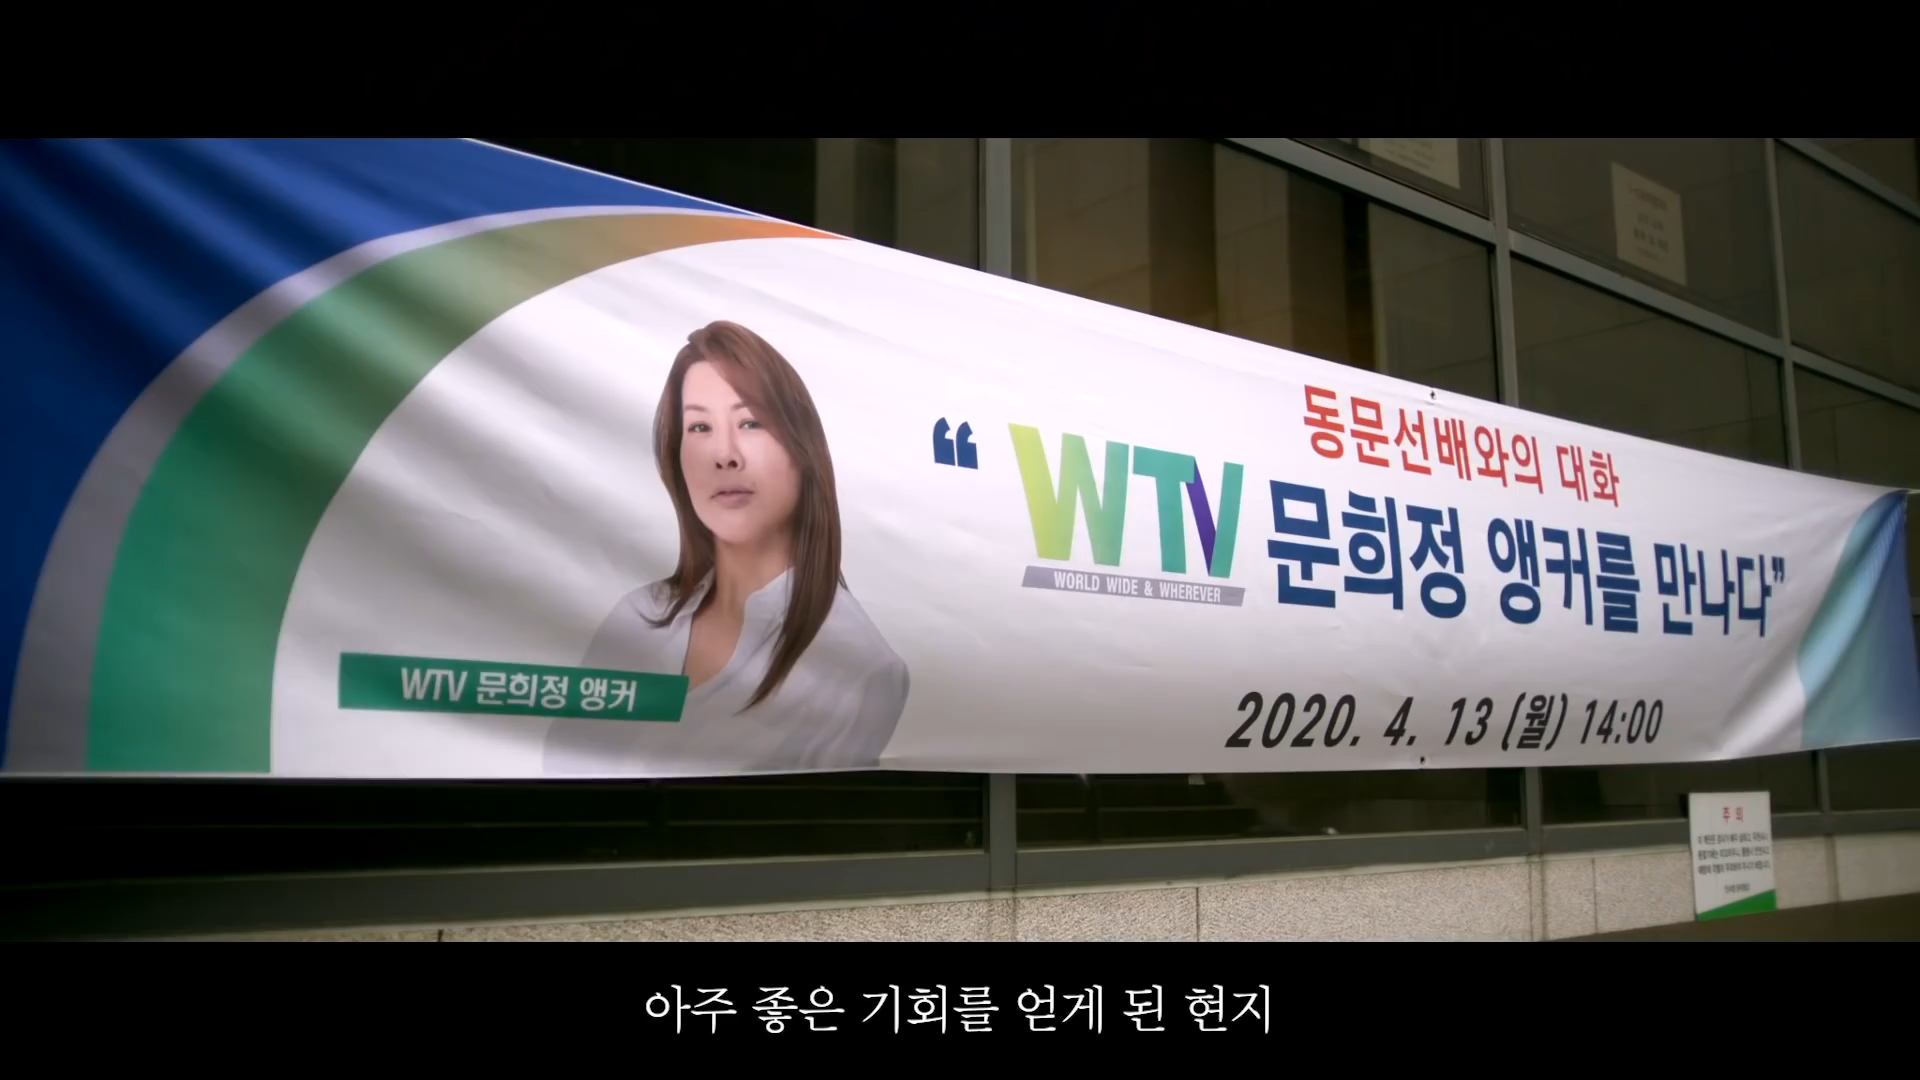 동문선배와의 대화
“ WTV 문희정 앵커를 만나다”
WORLD WIDE & WHEREVER
WTV 문희정 앵커
2020. 4. 13 (월) 14:00
주 의
아주 좋은 기회를 얻게 된 현지